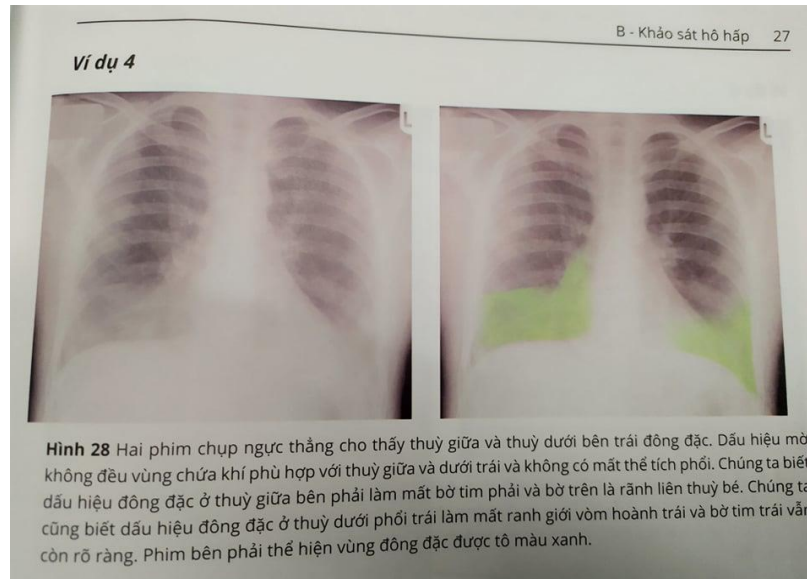 B - Khảo sát hô hấp 27
Ví dụ 4
L
L
Hình 28 Hai phim chụp ngực thẳng cho thấy thuỳ giữa và thuỳ dưới bên trái đông đặc. Dấu hiệu mờ
không đều vùng chứa khí phù hợp với thuỳ giữa và dưới trái và không có mất thể tích phổi. Chúng ta biết
dấu hiệu đông đặc ở thuỳ giữa bên phải làm mất bờ tim phải và bờ trên là rãnh liên thuỳ bé. Chúng ta
cũng biết dấu hiệu đông đặc ở thuỳ dưới phổi trái làm mất ranh giới vòm hoành trái và bờ tim trái vẫn
còn rõ ràng. Phim bên phải thể hiện vùng đông đặc được tô màu xanh.